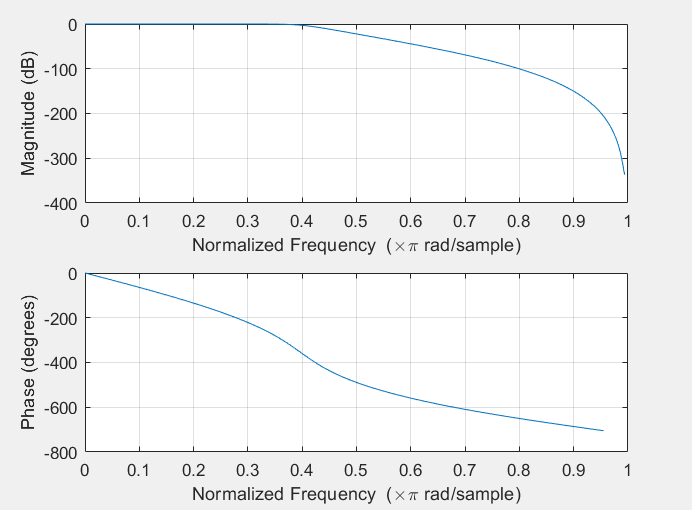 0
-100
-200
-300
-400
Magnitude (dB)
0 0.1 0.2 0.3 0.4 0.5 0.6 0.7 0.8 0.9 1
Normalized Frequency (×π rad/sample)
0
-200
-400
-600
-800
Phase (degrees)
0 0.1 0.2 0.3 0.4 0.5 0.6 0.7 0.8 0.9 1
Normalized Frequency (×π rad/sample)